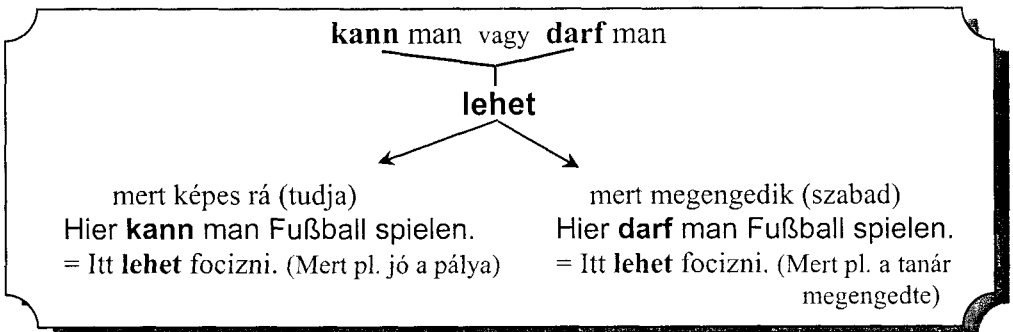 kann man vagy darf man
lehet
mert képes rá (tudja)
Hier kann man Fußball spielen.
= Itt lehet focizni. (Mert pl. jó a pálya)
mert megengedik (szabad)
Hier darf man Fußball spielen.
= Itt lehet focizni. (Mert pl. a tanár
megengedte)